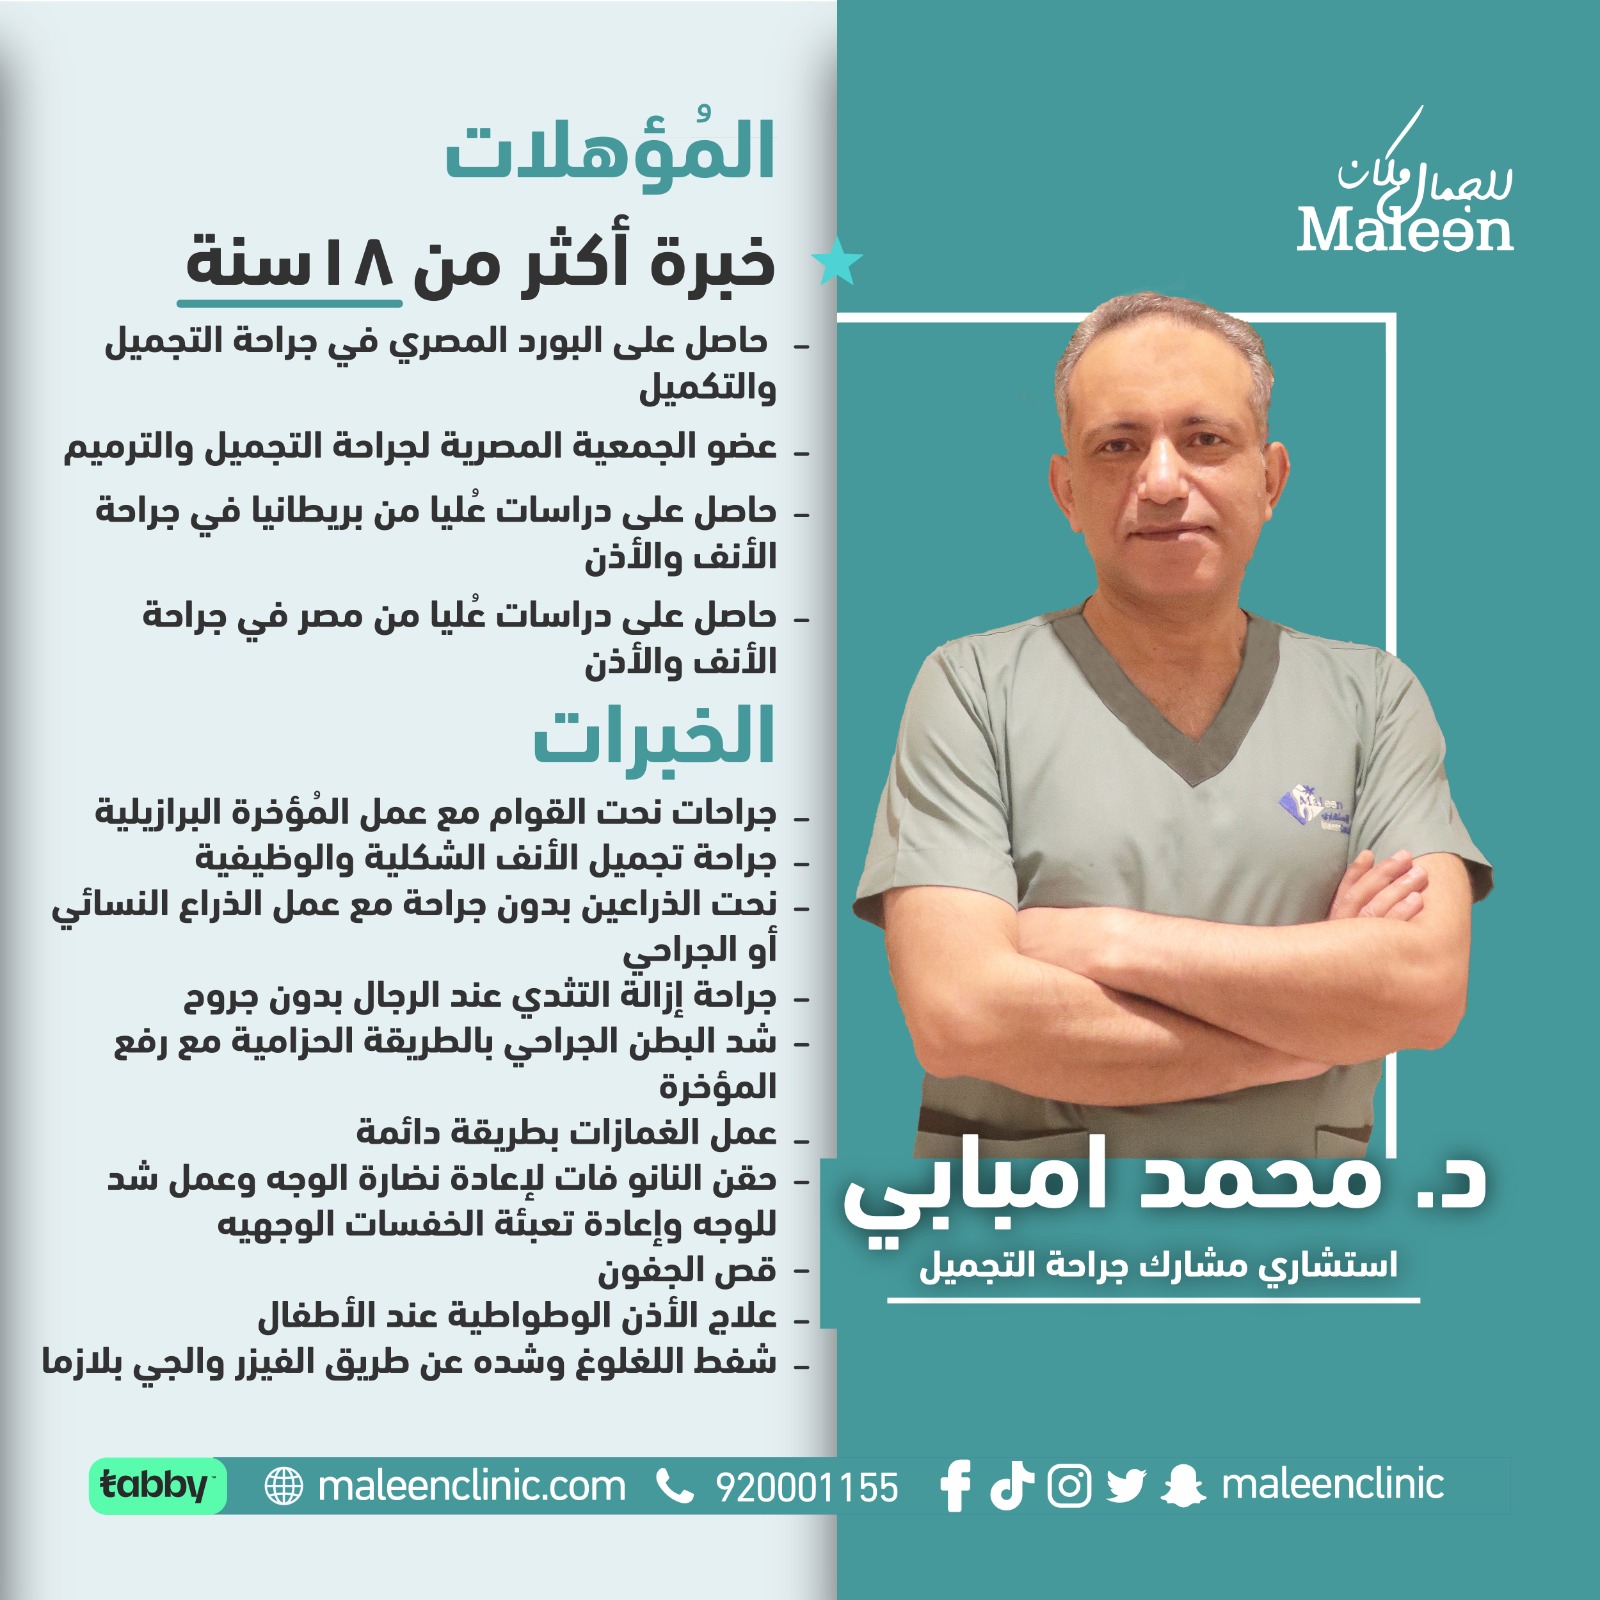 للجمال مكان
Maleen
المُؤهلات
خبرة أكثر من ١٨سنة
- حاصل على البورد المصري في جراحة التجميل
والتكميل
- عضو الجمعية المصرية لجراحة التجميل والترميم
- حاصل على دراسات عُليا من بريطانيا في جراحة
الأنف والأذن
- حاصل على دراسات عُليا من مصر في جراحة
الأنف والأذن
الخبرات
- جراحات نحت القوام مع عمل المُؤخرة البرازيلية
- جراحة تجميل الأنف الشكلية والوظيفية
- نحت الذراعين بدون جراحة مع عمل الذراع النسائي
أو الجراحي
- جراحة إزالة التثدي عند الرجال بدون جروح
- شد البطن الجراحي بالطريقة الحزامية مع رفع
المؤخرة
- عمل الغمازات بطريقة دائمة
- حقن النانو فات لإعادة نضارة الوجه وعمل شد
للوجه وإعادة تعبئة الخفسات الوجهيه
- قص الجفون
- علاج الأذن الوطواطية عند الأطفال
- شفط اللغلوغ وشده عن طريق الفيزر والجي بلازما
د. محمد امبابي
استشاري مشارك جراحة التجميل
tabby maleenclinic.com 920001155 maleenclinic